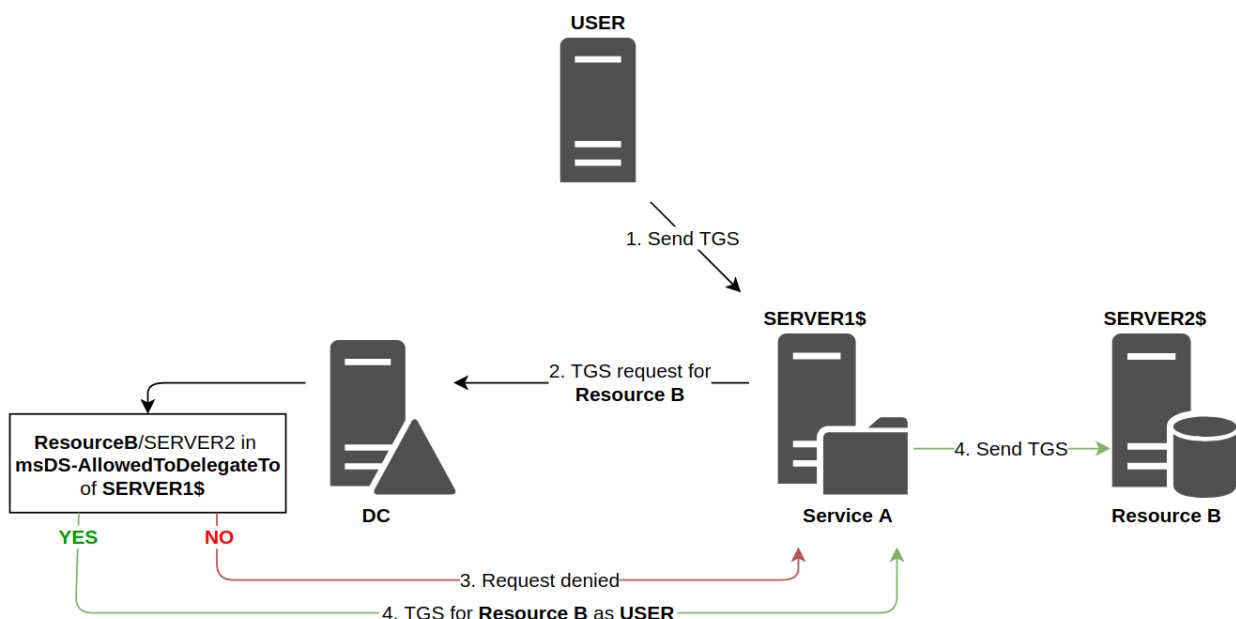 USER
1. Send TGS
SERVER1$
SERVER2$
2. TGS request for
Resource B
ResourceB/SERVER2 in
msDS-AllowedToDelegateTo
of SERVER1$
4. Send TGS
DC
Service A
Resource B
YES
NO
3. Request denied
4. TGS for Resource B as USER